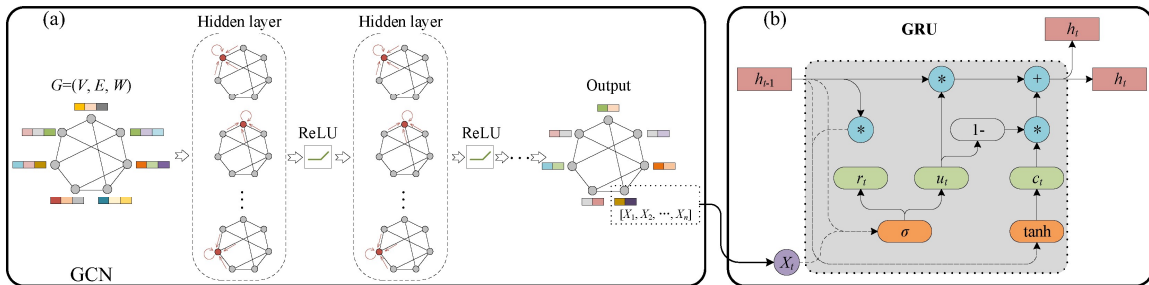 (a)
Hidden layer
Hidden layer
G=(V, E, W)
ReLU
ReLU
Output
[X₁, X₂, ⋯, Xₙ]
GCN
(b)
GRU
hₜ
hₜ₋₁
*
+
hₜ
*
1-
*
rₜ
uₜ
cₜ
σ
tanh
Xₜ